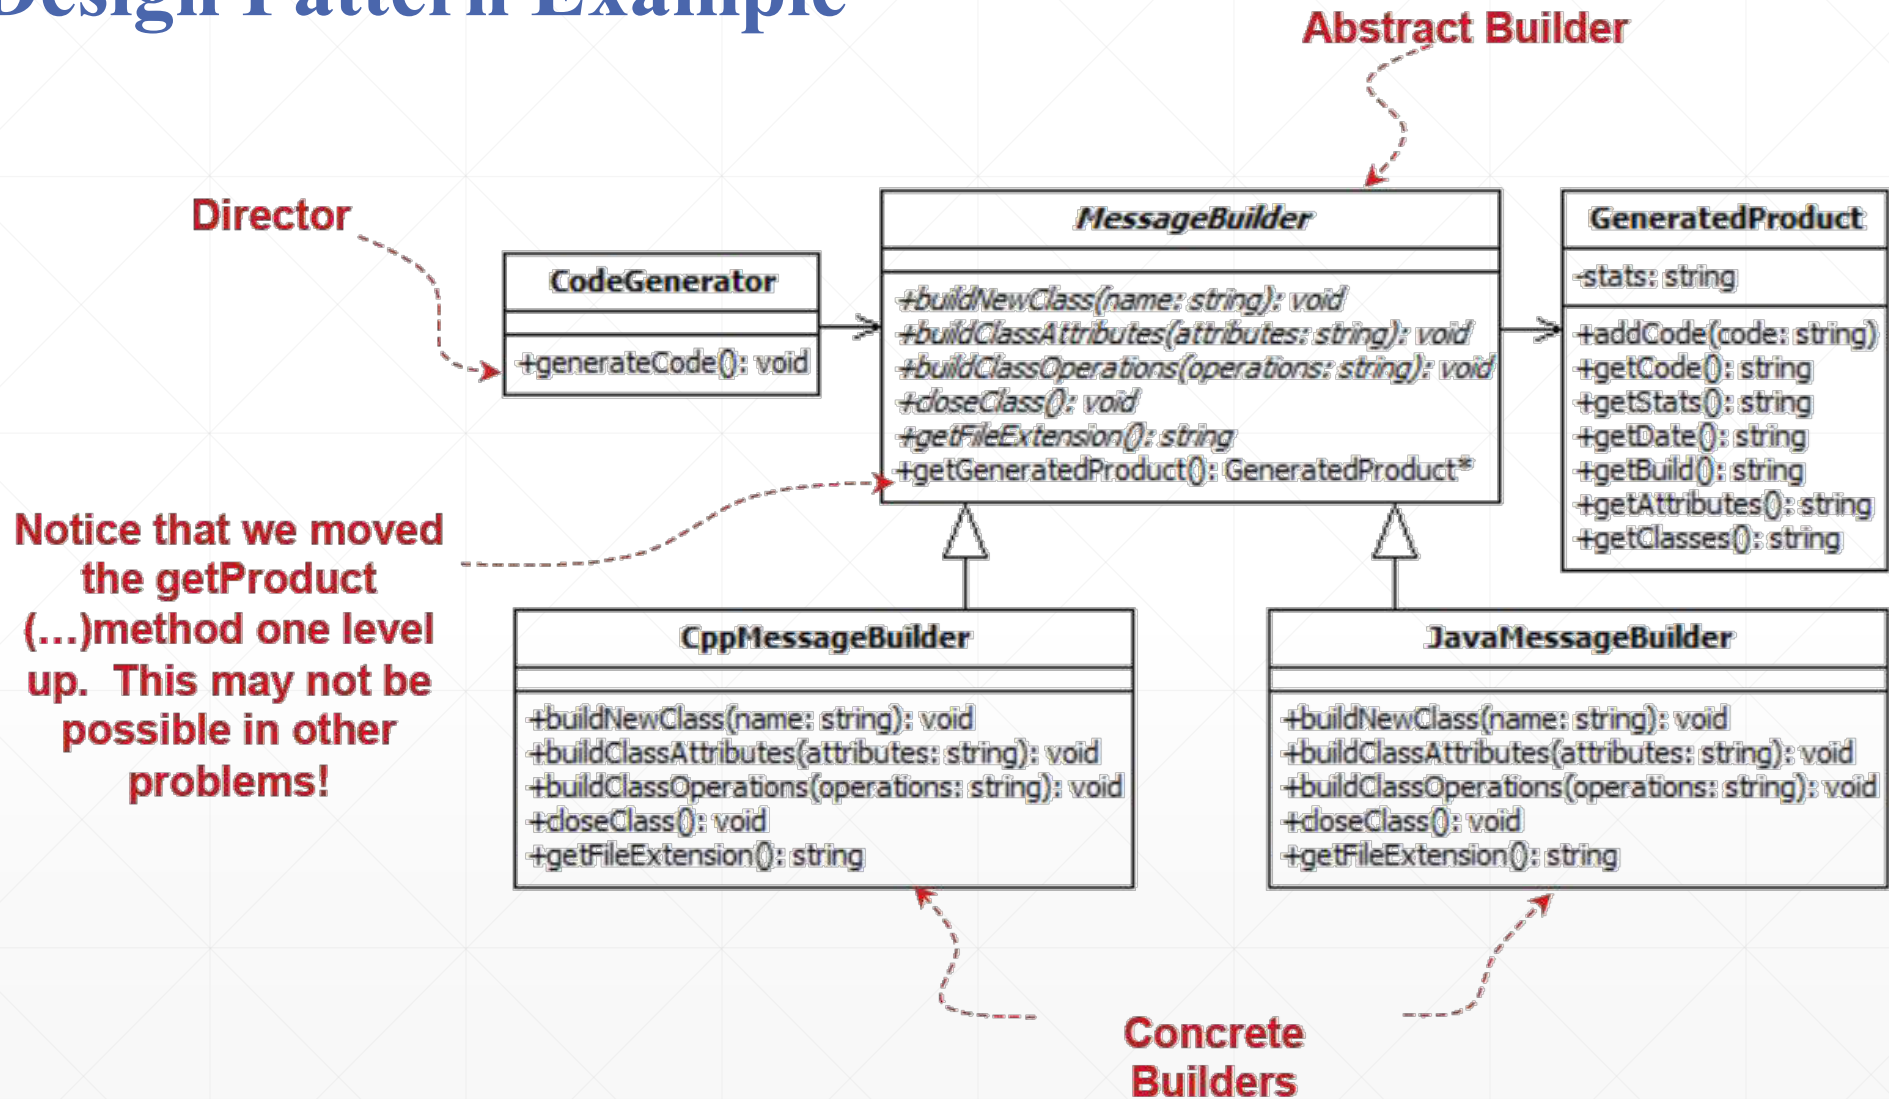 Design Pattern Example
Abstract Builder
Director
CodeGenerator
+generateCode(): void
MessageBuilder
+buildNewClass(name: string): void
+buildClassAttributes(attributes: string): void
+buildClassOperations(operations: string): void
+closeClass(): void
+getFileExtension(): string
+getGeneratedProduct(): GeneratedProduct*
GeneratedProduct
-stats: string
+addCode(code: string)
+getCode(): string
+getStats(): string
+getDate(): string
+getBuild(): string
+getAttributes(): string
+getClasses(): string
Notice that we moved
the getProduct
(...)method one level
up. This may not be
possible in other
problems!
CppMessageBuilder
+buildNewClass(name: string): void
+buildClassAttributes(attributes: string): void
+buildClassOperations(operations: string): void
+closeClass(): void
+getFileExtension(): string
JavaMessageBuilder
+buildNewClass(name: string): void
+buildClassAttributes(attributes: string): void
+buildClassOperations(operations: string): void
+closeClass(): void
+getFileExtension(): string
Concrete
Builders